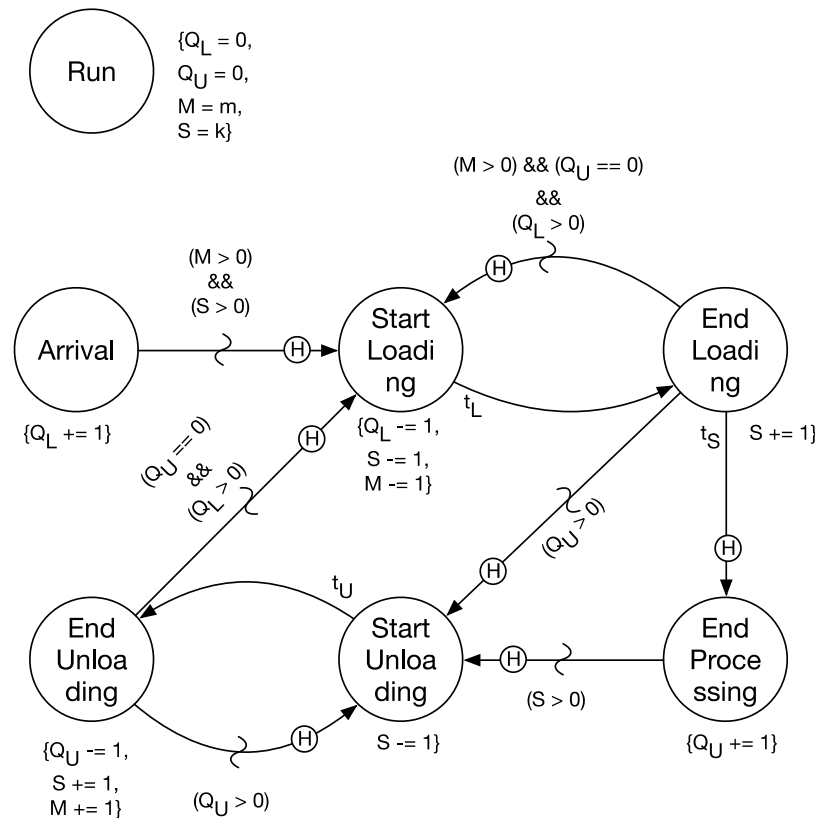 Run
{Q_L = 0,
Q_U = 0,
M = m,
S = k}
(M > 0) && (Q_U == 0)
&&
(Q_L > 0)
H
(M > 0)
&&
(S > 0)
Arrival
H
Start
Loadi
ng
End
Loadi
ng
{Q_L += 1}
t_L
{Q_L -= 1,
S -= 1,
M -= 1}
t_S
S += 1}
(Q_U == 0)
&&
(Q_L > 0)
H
(Q_U > 0)
H
H
t_U
End
Unloa
ding
Start
Unloa
ding
H
(S > 0)
End
Proce
ssing
{Q_U -= 1,
S += 1,
M += 1}
H
(Q_U > 0)
S -= 1}
{Q_U += 1}